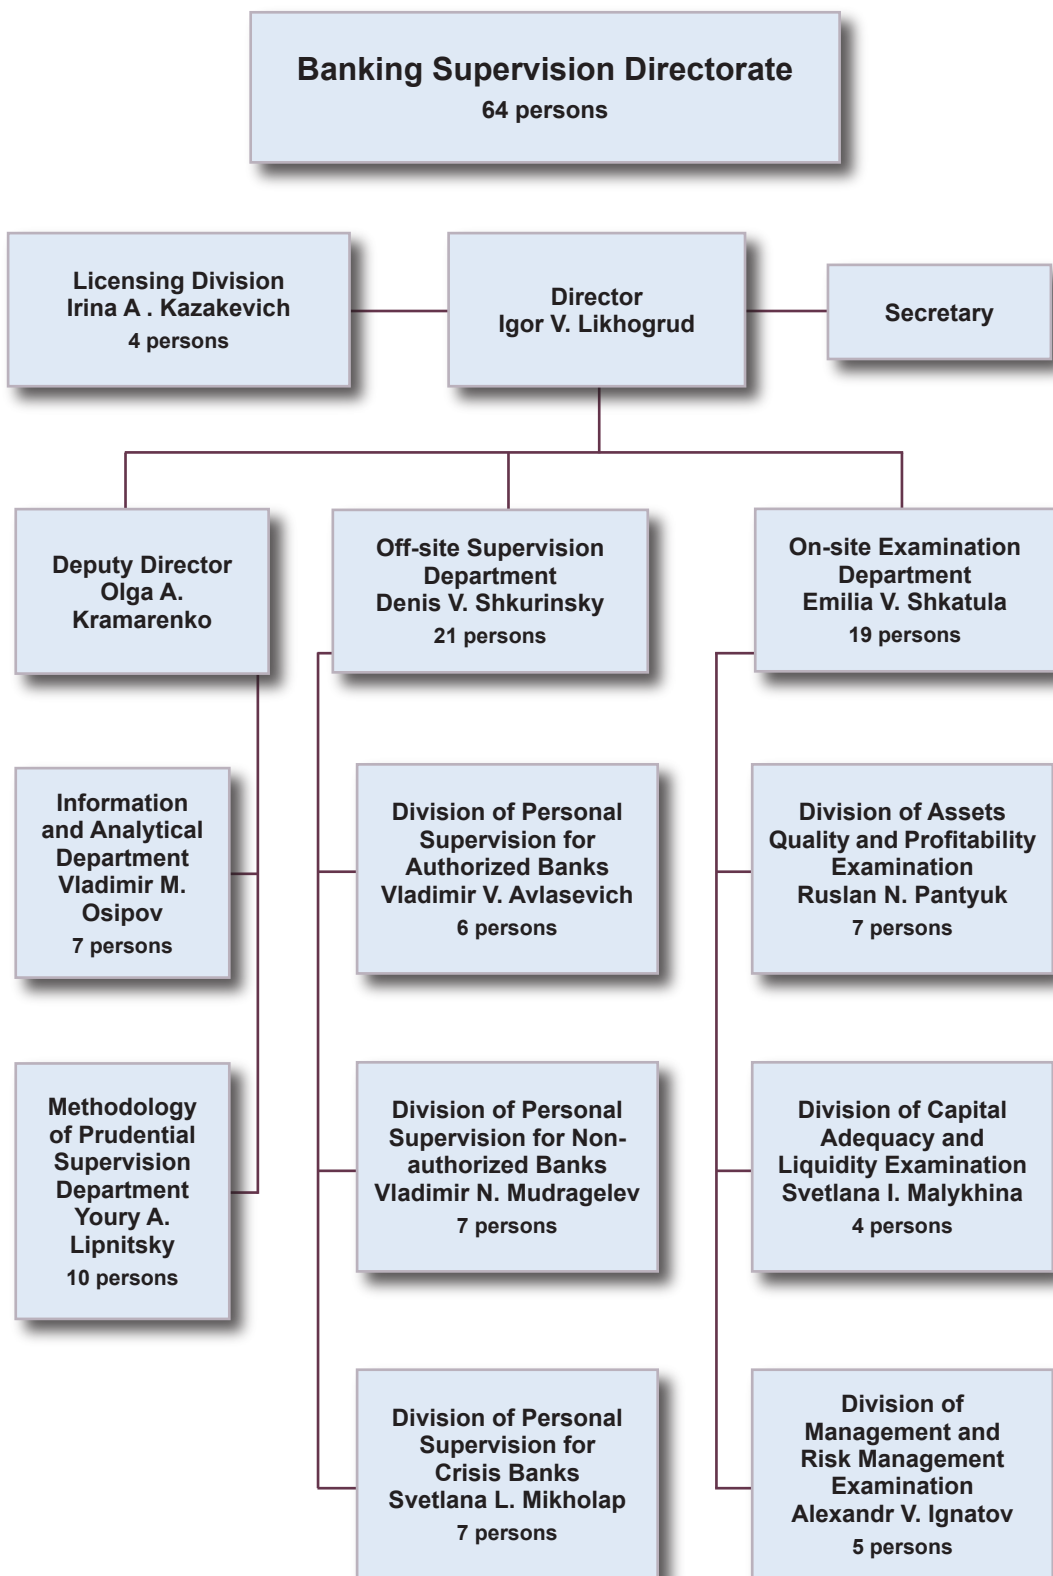 Banking Supervision Directorate
64 persons
Licensing Division
Irina A . Kazakevich
4 persons
Director
Igor V. Likhogrud
Secretary
Deputy Director
Olga A.
Kramarenko
Off-site Supervision
Department
Denis V. Shkurinsky
21 persons
On-site Examination
Department
Emilia V. Shkatula
19 persons
Information
and Analytical
Department
Vladimir M.
Osipov
7 persons
Division of Personal
Supervision for
Authorized Banks
Vladimir V. Avlasevich
6 persons
Division of Assets
Quality and Profitability
Examination
Ruslan N. Pantyuk
7 persons
Methodology
of Prudential
Supervision
Department
Youry A.
Lipnitsky
10 persons
Division of Personal
Supervision for Non-
authorized Banks
Vladimir N. Mudragelev
7 persons
Division of Capital
Adequacy and
Liquidity Examination
Svetlana I. Malykhina
4 persons
Division of Personal
Supervision for
Crisis Banks
Svetlana L. Mikholap
7 persons
Division of
Management and
Risk Management
Examination
Alexandr V. Ignatov
5 persons